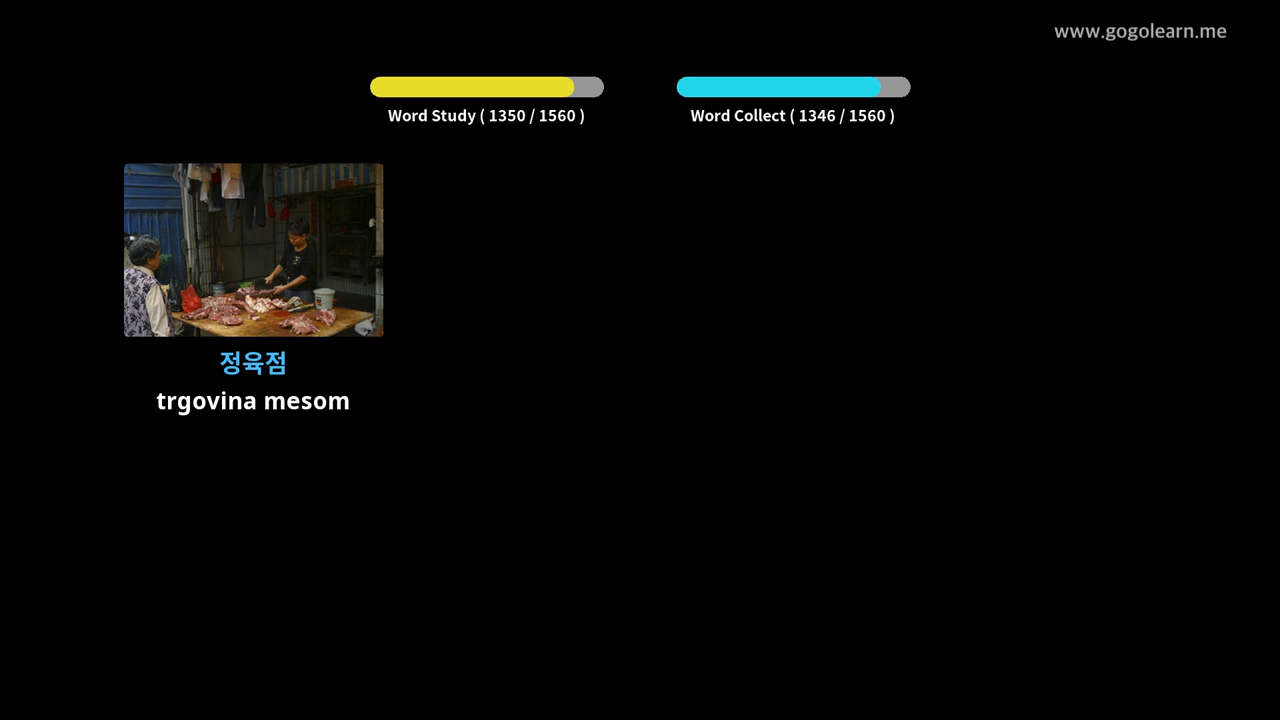 www.gogolearn.me
Word Study ( 1350 / 1560 )
Word Collect ( 1346 / 1560 )
정육점
trgovina mesom